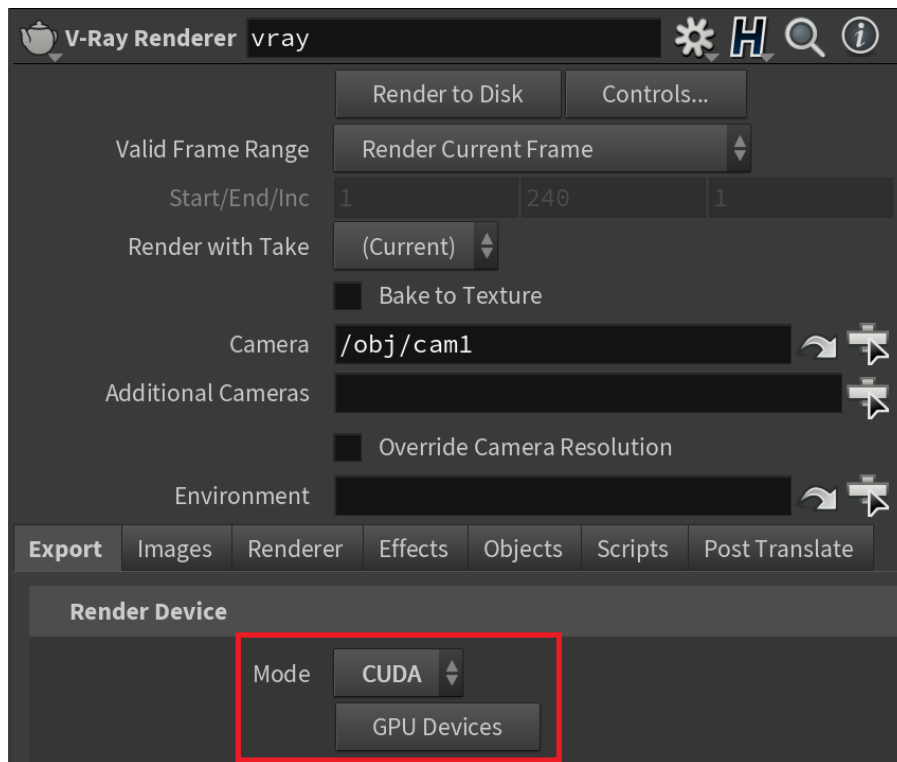 V-Ray Renderer vray
Render to Disk Controls...
Valid Frame Range Render Current Frame
Start/End/Inc 1 240 1
Render with Take (Current)
Bake to Texture
Camera /obj/cam1
Additional Cameras
Override Camera Resolution
Environment
Export Images Renderer Effects Objects Scripts Post Translate
Render Device
Mode CUDA
GPU Devices